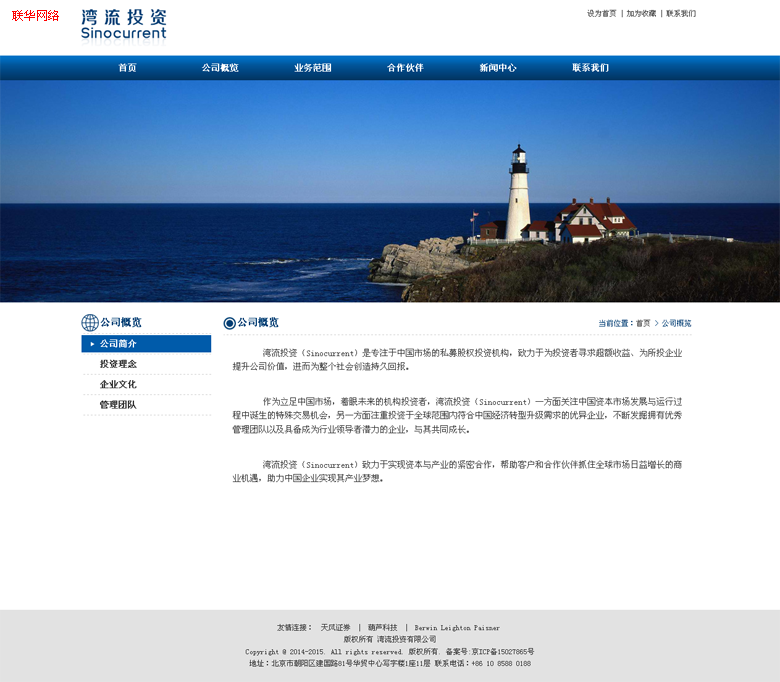 联华网络
湾流投资
Sinocurrent
设为首页 | 加为收藏 | 联系我们
首页 公司概览 业务范围 合作伙伴 新闻中心 联系我们
公司概览
公司简介
投资理念
企业文化
管理团队
公司概览
当前位置：首页 > 公司概览
湾流投资（Sinocurrent）是专注于中国市场的私募股权投资机构，致力于为投资者寻求超额收益、为所投企业
提升公司价值，进而为整个社会创造持久回报。
作为立足中国市场，着眼未来的机构投资者，湾流投资（Sinocurrent）一方面关注中国资本市场发展与运行过
程中诞生的特殊交易机会，另一方面注重投资于全球范围内符合中国经济转型升级需求的优异企业，不断发掘拥有优秀
管理团队以及具备成为行业领导者潜力的企业，与其共同成长。
湾流投资（Sinocurrent）致力于实现资本与产业的紧密合作，帮助客户和合作伙伴抓住全球市场日益增长的商
业机遇，助力中国企业实现其产业梦想。
友情连接： 天风证券 | 葫芦科技 | Berwin Leighton Paisner
版权所有 湾流投资有限公司
Copyright @ 2014-2015. All rights reserved. 版权所有. 备案号:京ICP备15027865号
地址：北京市朝阳区建国路81号华贸中心写字楼1座11层 联系电话：+86 10 8588 0188